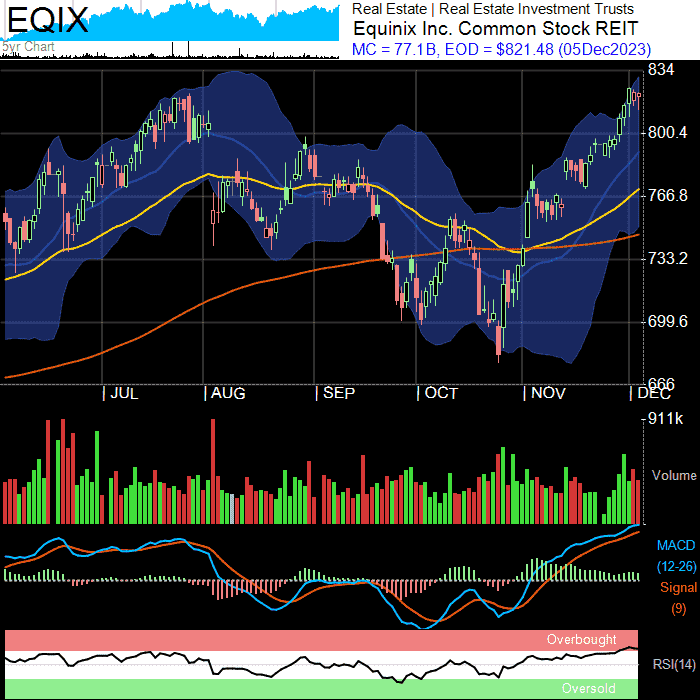 EQIX
5yr Chart
Real Estate | Real Estate Investment Trusts
Equinix Inc. Common Stock REIT
MC = 77.1B, EOD = $821.48 (05Dec2023)
834
800.4
766.8
733.2
699.6
666
| JUL | AUG | SEP | OCT | NOV | DEC
911k
Volume
MACD
(12-26)
Signal
(9)
Overbought
RSI(14)
Oversold